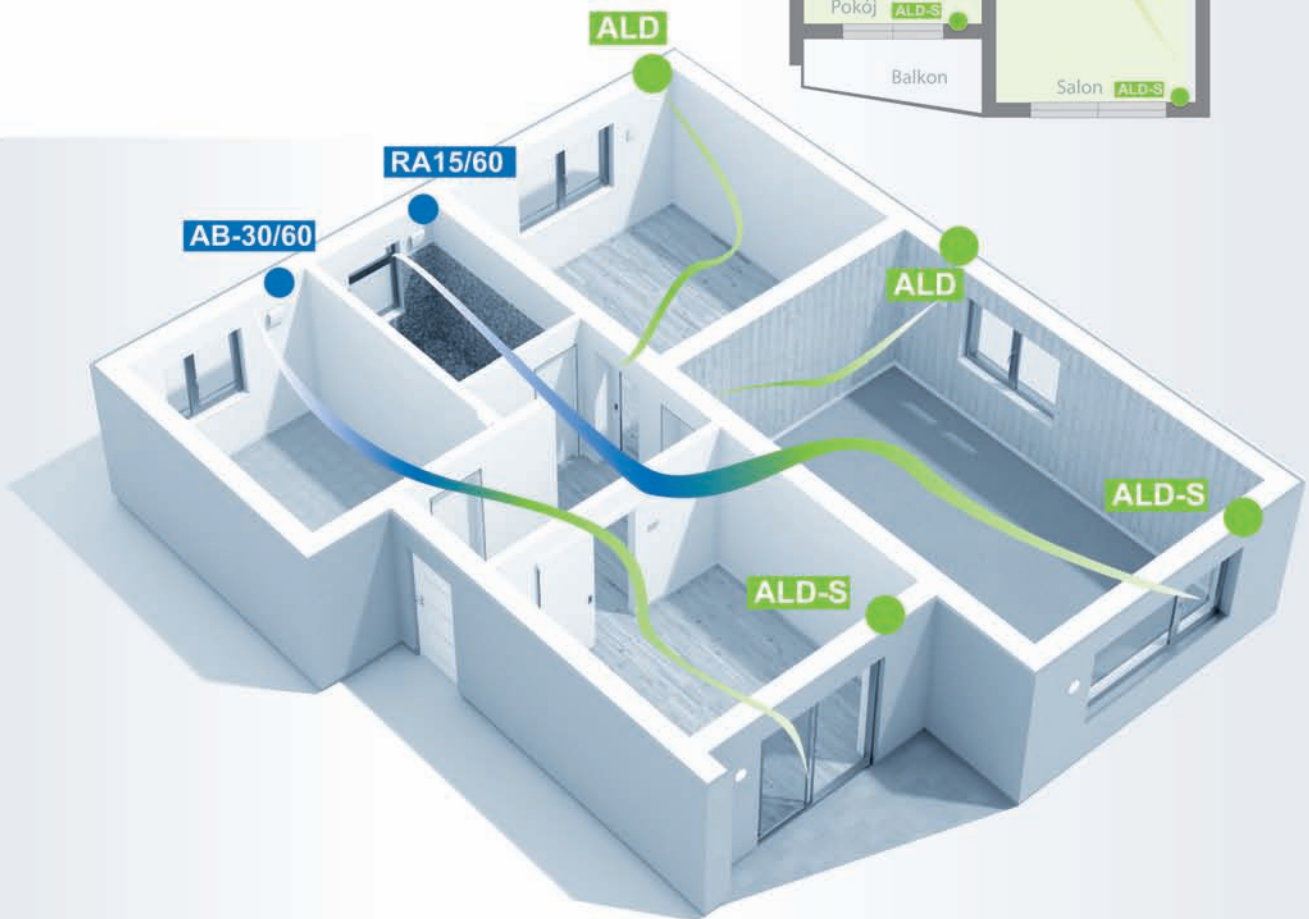 Pokój ALD-S
Balkon
Salon ALD-S
ALD
RA15/60
AB-30/60
ALD
ALD-S
ALD-S